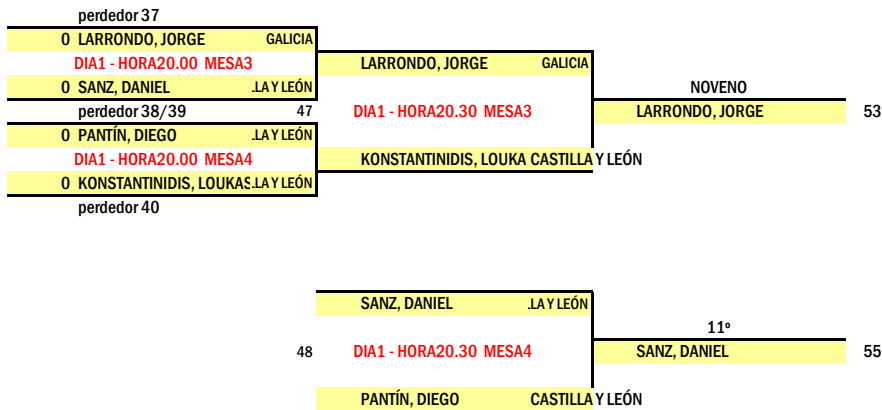 perdedor 37
0 LARRONDO, JORGE GALICIA
DIA1 - HORA20.00 MESA3
0 SANZ, DANIEL .LA Y LEÓN
perdedor 38/39 47
0 PANTÍN, DIEGO .LA Y LEÓN
DIA1 - HORA20.00 MESA4
0 KONSTANTINIDIS, LOUKAS .LA Y LEÓN
perdedor 40
LARRONDO, JORGE GALICIA
DIA1 - HORA20.30 MESA3
KONSTANTINIDIS, LOUKA CASTILLA Y LEÓN
NOVENO
LARRONDO, JORGE 53
SANZ, DANIEL .LA Y LEÓN
48 DIA1 - HORA20.30 MESA4
PANTÍN, DIEGO CASTILLA Y LEÓN
11º
SANZ, DANIEL 55